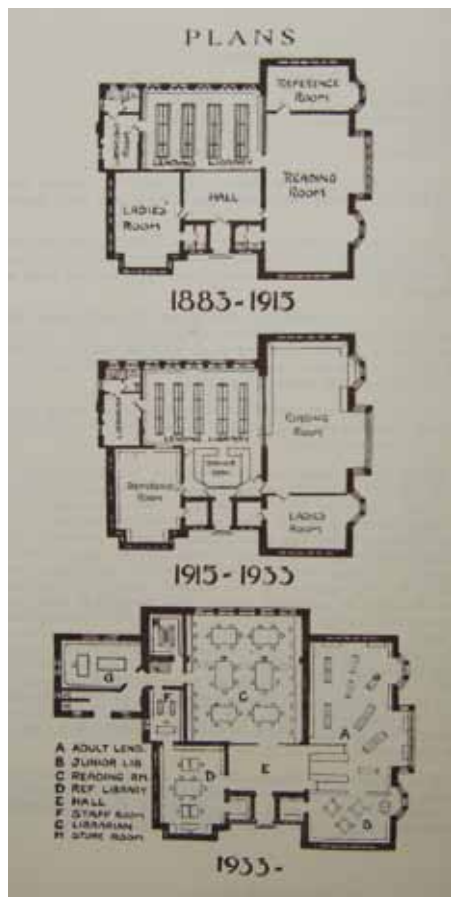 PLANS
REFERENCE
ROOM
LENDING LIBRARY
READING
ROOM
HALL
LADIES'
ROOM
1883-1915
READING
ROOM
LENDING LIBRARY
REFERENCE
ROOM
LADIES
ROOM
1915-1933
G
H
F
C
A
D
E
B
A ADULT LEND.
B JUNIOR LIB
C READING RM.
D REF LIBRARY
E HALL
F STAFF ROOM
G LIBRARIAN
H STORE ROOM
1933-